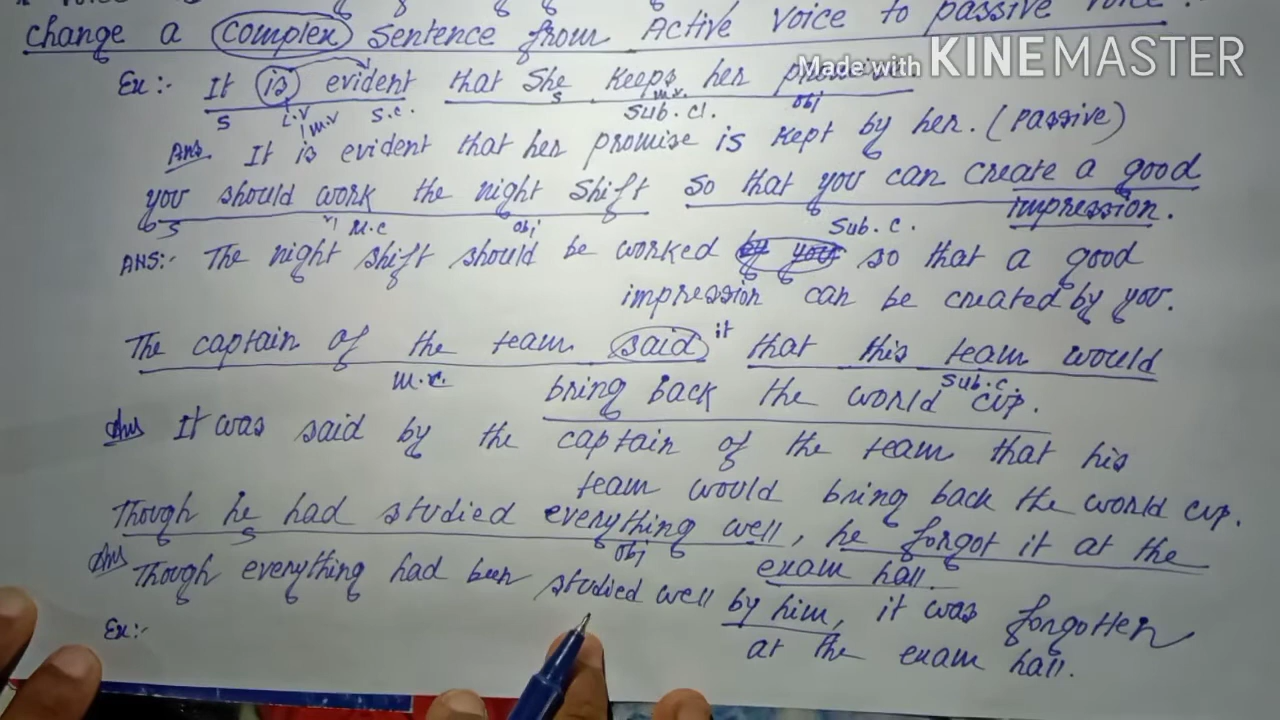 change a complex sentence from Active voice to passive voice.
Made with KINEMASTER
Ex:- It is evident that she keeps her promise.
S L.V M.V S.C. S M.V. Sub. Cl. obj
Ans. It is evident that her promise is kept by her. (passive)
you should work the night shift so that you can create a good
impression.
S V M.C obj Sub. C.
ANS:- The night shift should be worked by you so that a good
impression can be created by you.
The captain of the team said it that this team would
M.C. Sub.C.
bring back the world cup.
Ans It was said by the captain of the team that his
team would bring back the world cup.
Though he had studied everything well, he forgot it at the
S obj
exam hall.
Ans Though everything had been studied well by him, it was forgotten
at the exam hall.
Ex:-